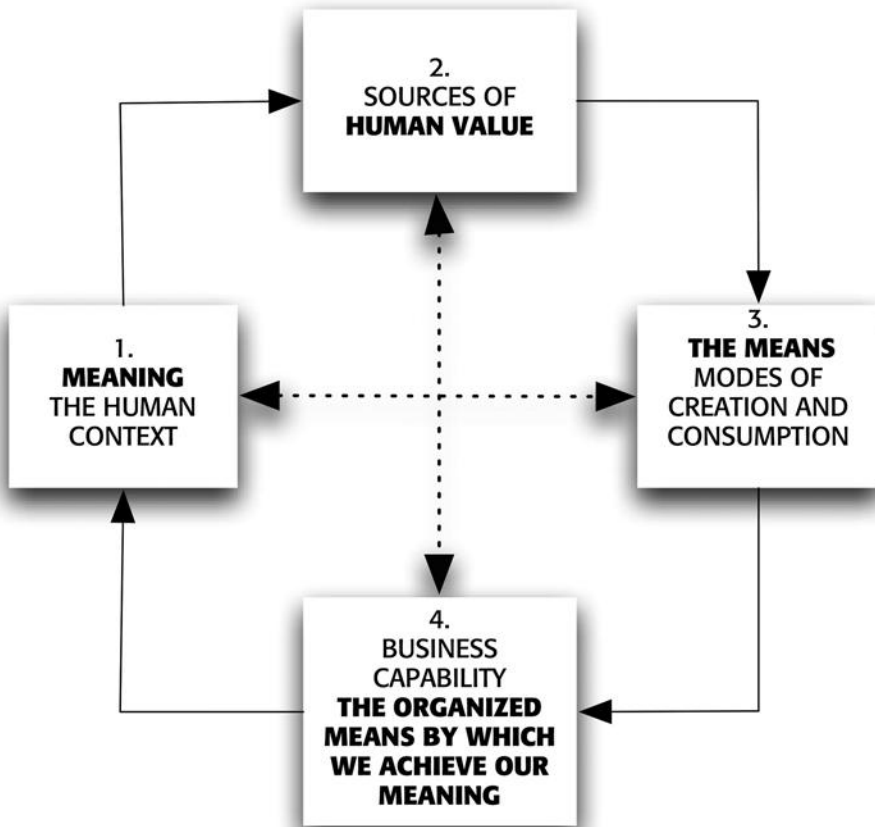 2.
SOURCES OF
HUMAN VALUE
1.
MEANING
THE HUMAN
CONTEXT
3.
THE MEANS
MODES OF
CREATION AND
CONSUMPTION
4.
BUSINESS
CAPABILITY
THE ORGANIZED
MEANS BY WHICH
WE ACHIEVE OUR
MEANING